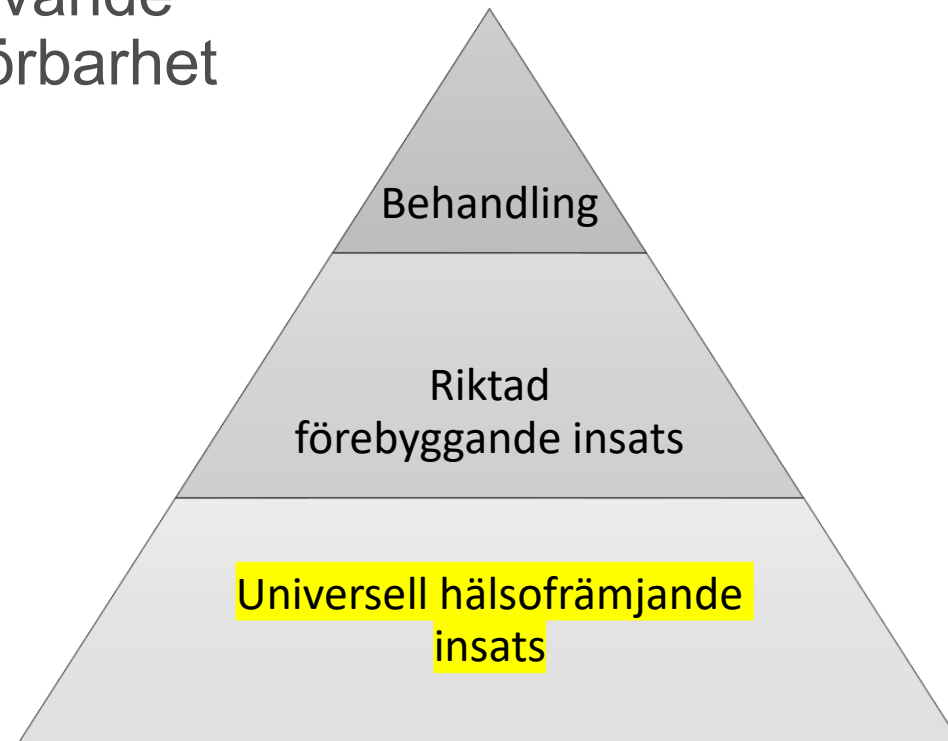 Behandling
Riktad
förebyggande insats
Universell hälsofrämjande
insats